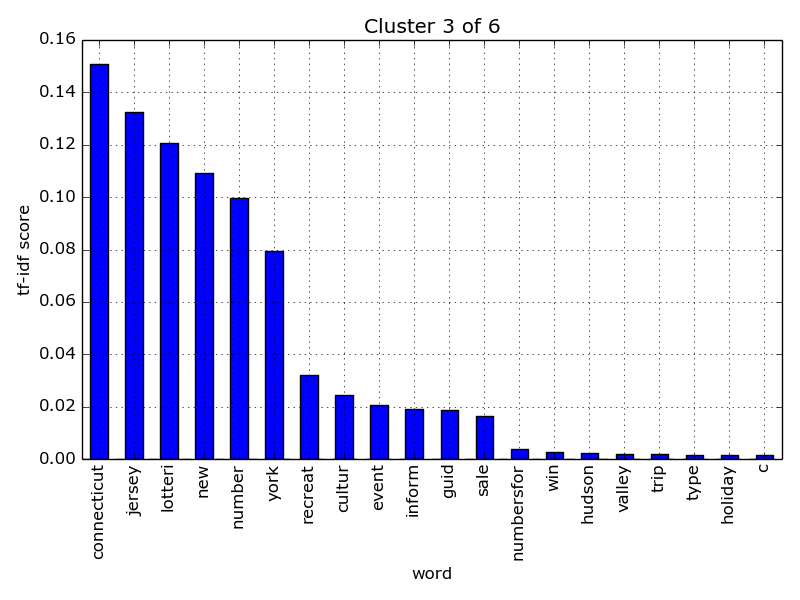 Cluster 3 of 6
tf-idf score
0.16
0.14
0.12
0.10
0.08
0.06
0.04
0.02
0.00
connecticut
jersey
lotteri
new
number
york
recreat
cultur
event
inform
guid
sale
numbersfor
win
hudson
valley
trip
type
holiday
c
word